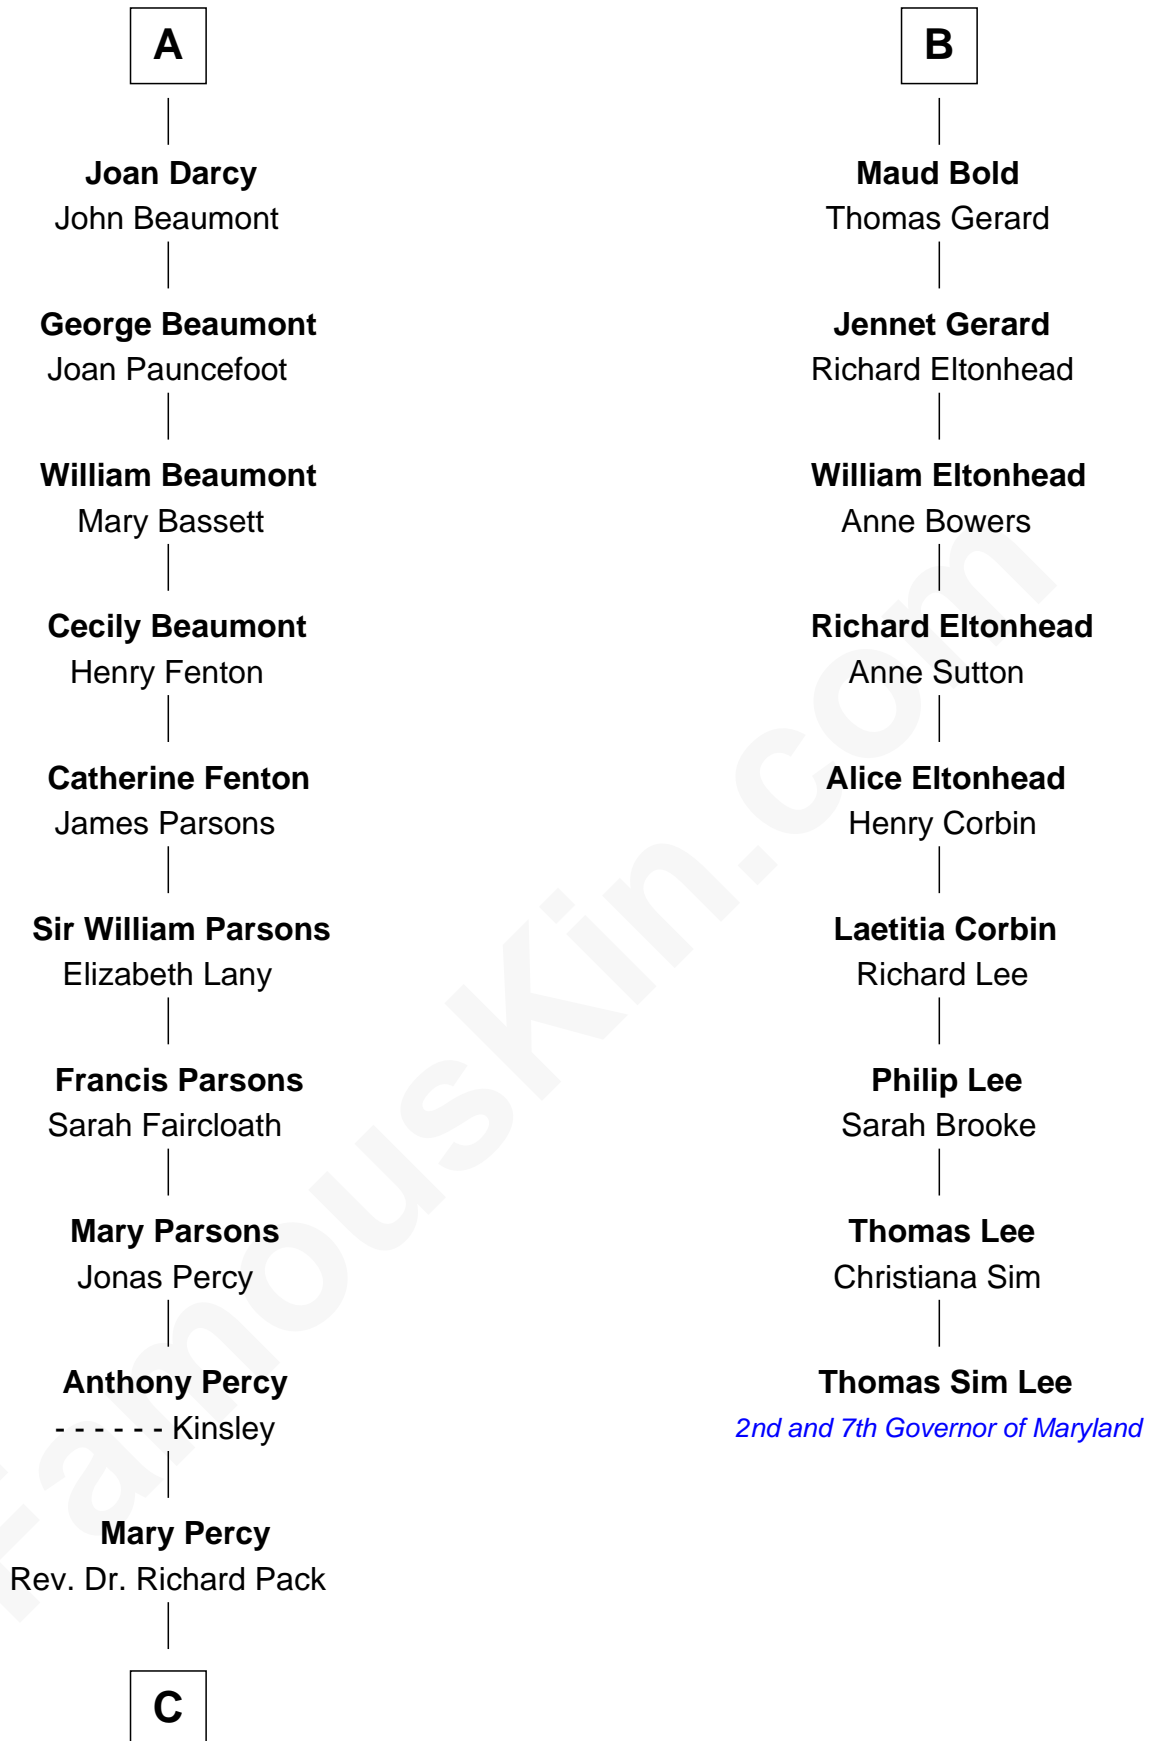 A
Joan Darcy
John Beaumont
George Beaumont
Joan Pauncefoot
William Beaumont
Mary Bassett
Cecily Beaumont
Henry Fenton
Catherine Fenton
James Parsons
Sir William Parsons
Elizabeth Lany
Francis Parsons
Sarah Faircloath
Mary Parsons
Jonas Percy
Anthony Percy
- - - - - - Kinsley
Mary Percy
Rev. Dr. Richard Pack
C
B
Maud Bold
Thomas Gerard
Jennet Gerard
Richard Eltonhead
William Eltonhead
Anne Bowers
Richard Eltonhead
Anne Sutton
Alice Eltonhead
Henry Corbin
Laetitia Corbin
Richard Lee
Philip Lee
Sarah Brooke
Thomas Lee
Christiana Sim
Thomas Sim Lee
2nd and 7th Governor of Maryland
FamousKin.com